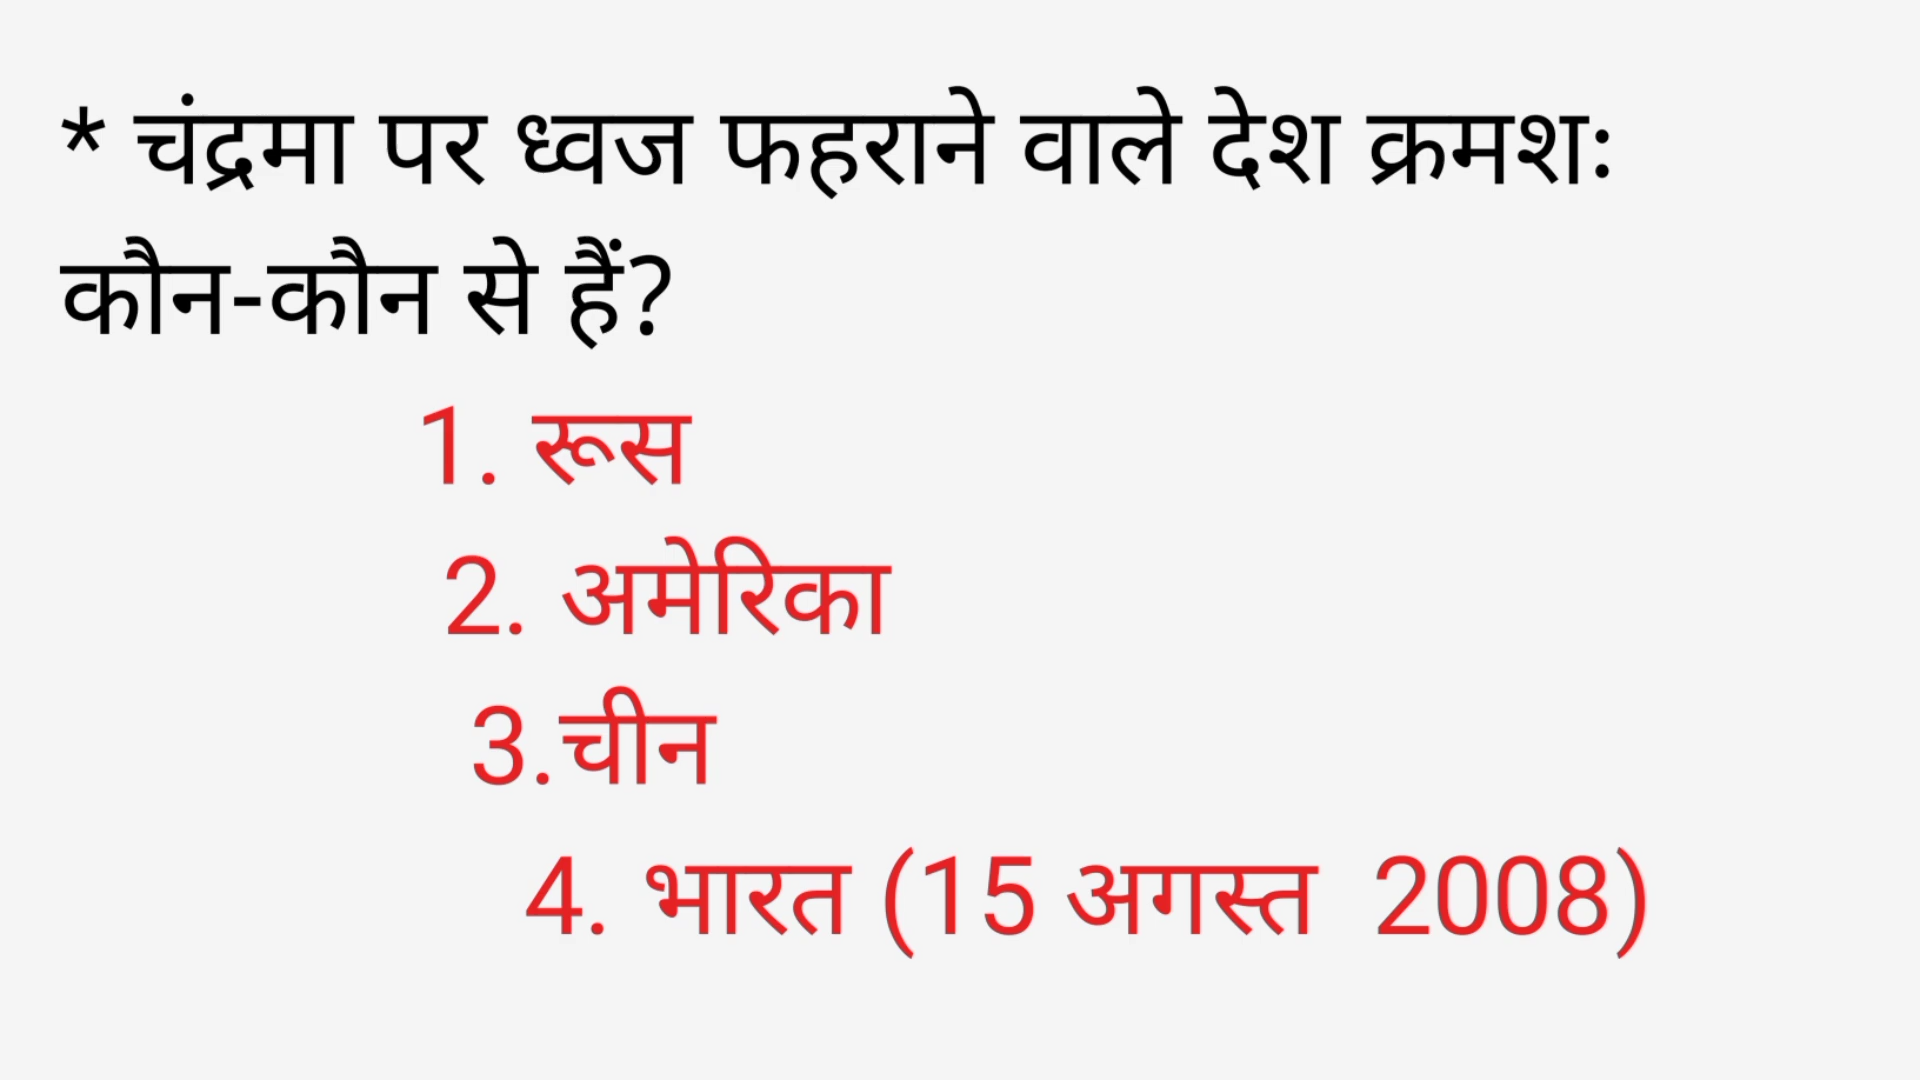 * चंद्रमा पर ध्वज फहराने वाले देश क्रमशः
कौन-कौन से हैं?
1. रूस
2. अमेरिका
3.चीन
4. भारत (15 अगस्त 2008)